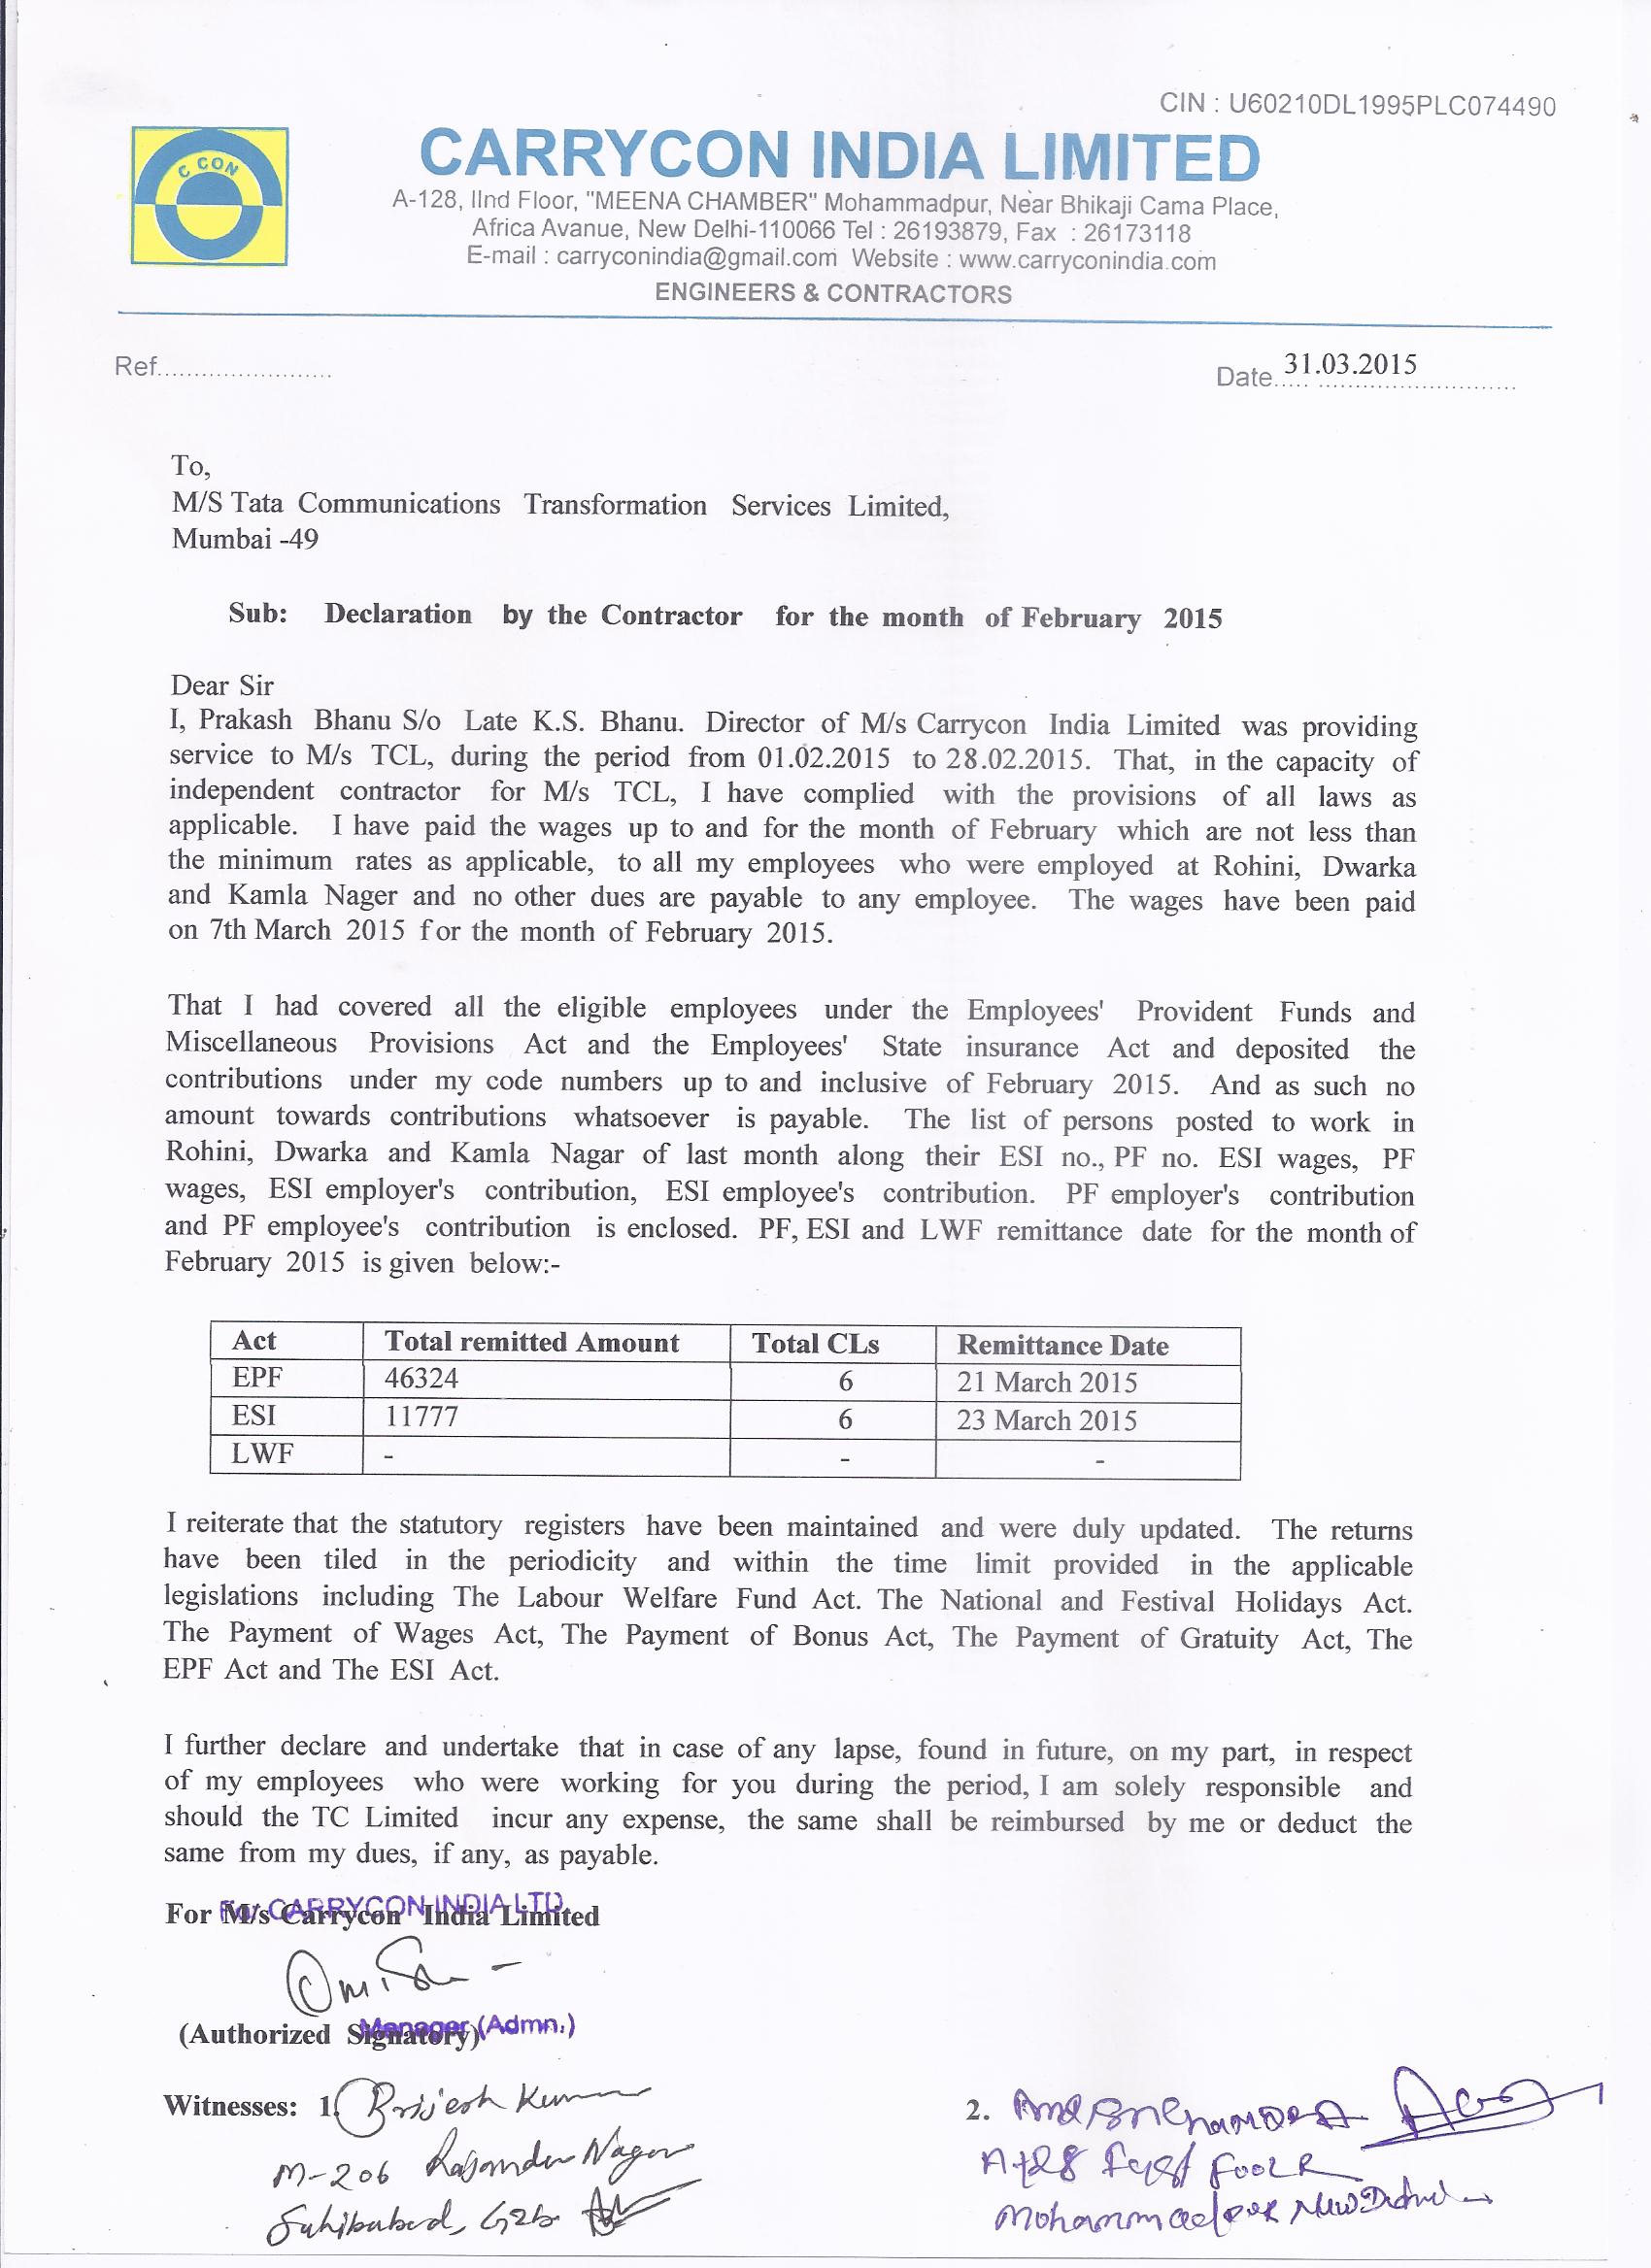 CIN : U60210DL1995PLC074490
C CON
CARRYCON INDIA LIMITED
A-128, IInd Floor, "MEENA CHAMBER" Mohammadpur, Near Bhikaji Cama Place,
Africa Avanue, New Delhi-110066 Tel : 26193879, Fax : 26173118
E-mail : carryconindia@gmail.com Website : www.carryconindia.com
ENGINEERS & CONTRACTORS
Ref....................... Date..... 31.03.2015
To,
M/S Tata Communications Transformation Services Limited,
Mumbai -49
Sub: Declaration by the Contractor for the month of February 2015
Dear Sir
I, Prakash Bhanu S/o Late K.S. Bhanu. Director of M/s Carrycon India Limited was providing
service to M/s TCL, during the period from 01.02.2015 to 28.02.2015. That, in the capacity of
independent contractor for M/s TCL, I have complied with the provisions of all laws as
applicable. I have paid the wages up to and for the month of February which are not less than
the minimum rates as applicable, to all my employees who were employed at Rohini, Dwarka
and Kamla Nager and no other dues are payable to any employee. The wages have been paid
on 7th March 2015 for the month of February 2015.
That I had covered all the eligible employees under the Employees' Provident Funds and
Miscellaneous Provisions Act and the Employees' State insurance Act and deposited the
contributions under my code numbers up to and inclusive of February 2015. And as such no
amount towards contributions whatsoever is payable. The list of persons posted to work in
Rohini, Dwarka and Kamla Nagar of last month along their ESI no., PF no. ESI wages, PF
wages, ESI employer's contribution, ESI employee's contribution. PF employer's contribution
and PF employee's contribution is enclosed. PF, ESI and LWF remittance date for the month of
February 2015 is given below:-
Act Total remitted Amount Total CLs Remittance Date
EPF 46324 6 21 March 2015
ESI 11777 6 23 March 2015
LWF - - -
I reiterate that the statutory registers have been maintained and were duly updated. The returns
have been tiled in the periodicity and within the time limit provided in the applicable
legislations including The Labour Welfare Fund Act. The National and Festival Holidays Act.
The Payment of Wages Act, The Payment of Bonus Act, The Payment of Gratuity Act, The
EPF Act and The ESI Act.
I further declare and undertake that in case of any lapse, found in future, on my part, in respect
of my employees who were working for you during the period, I am solely responsible and
should the TC Limited incur any expense, the same shall be reimbursed by me or deduct the
same from my dues, if any, as payable.
For M/s Carrycon India Limited
For CARRYCON INDIA LTD.
(Authorized Signatory)
Manager (Admn.)
Witnesses: 1. Brijesh Kumar
M-206 Rajender Nagar
Sahibabad, Gzb
2.
New Delhi